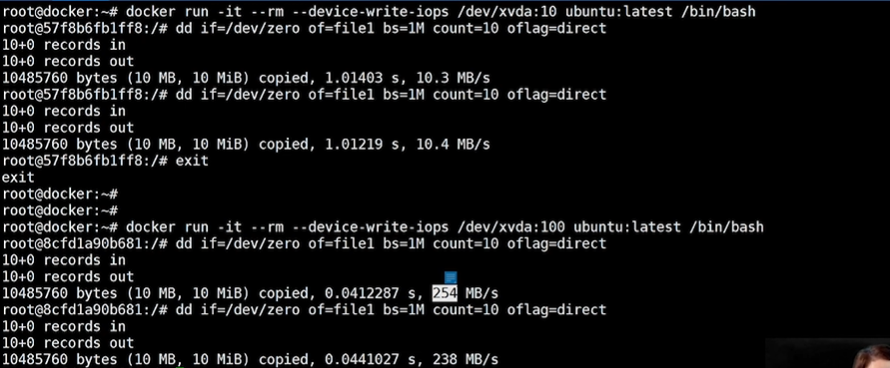 root@docker:~# docker run -it --rm --device-write-iops /dev/xvda:10 ubuntu:latest /bin/bash
root@57f8b6fb1ff8:/# dd if=/dev/zero of=file1 bs=1M count=10 oflag=direct
10+0 records in
10+0 records out
10485760 bytes (10 MB, 10 MiB) copied, 1.01403 s, 10.3 MB/s
root@57f8b6fb1ff8:/# dd if=/dev/zero of=file1 bs=1M count=10 oflag=direct
10+0 records in
10+0 records out
10485760 bytes (10 MB, 10 MiB) copied, 1.01219 s, 10.4 MB/s
root@57f8b6fb1ff8:/# exit
exit
root@docker:~#
root@docker:~#
root@docker:~# docker run -it --rm --device-write-iops /dev/xvda:100 ubuntu:latest /bin/bash
root@8cfd1a90b681:/# dd if=/dev/zero of=file1 bs=1M count=10 oflag=direct
10+0 records in
10+0 records out
10485760 bytes (10 MB, 10 MiB) copied, 0.0412287 s, 254 MB/s
root@8cfd1a90b681:/# dd if=/dev/zero of=file1 bs=1M count=10 oflag=direct
10+0 records in
10+0 records out
10485760 bytes (10 MB, 10 MiB) copied, 0.0441027 s, 238 MB/s